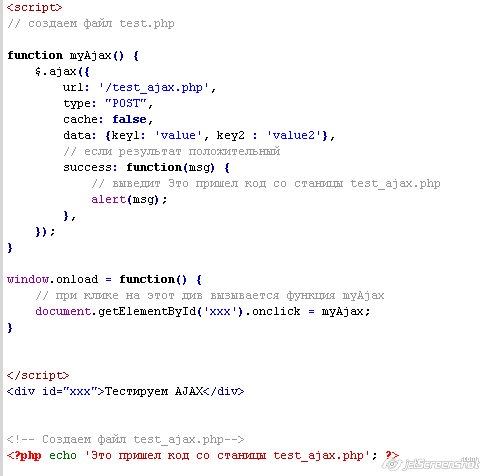 <script>
// создаем файл test.php
function myAjax() {
$.ajax({
url: '/test_ajax.php',
type: "POST",
cache: false,
data: {key1: 'value', key2 : 'value2'},
// если результат положительный
success: function(msg) {
// выведит Это пришел код со станицы test_ajax.php
alert(msg);
},
});
}
window.onload = function() {
// при клике на этот див вызывается функция myAjax
document.getElementById('xxx').onclick = myAjax;
}
</script>
<div id="xxx">Тестируем AJAX</div>
<!-- Создаем файл test_ajax.php-->
<?php echo 'Это пришел код со станицы test_ajax.php'; ?>
jetScreenshot